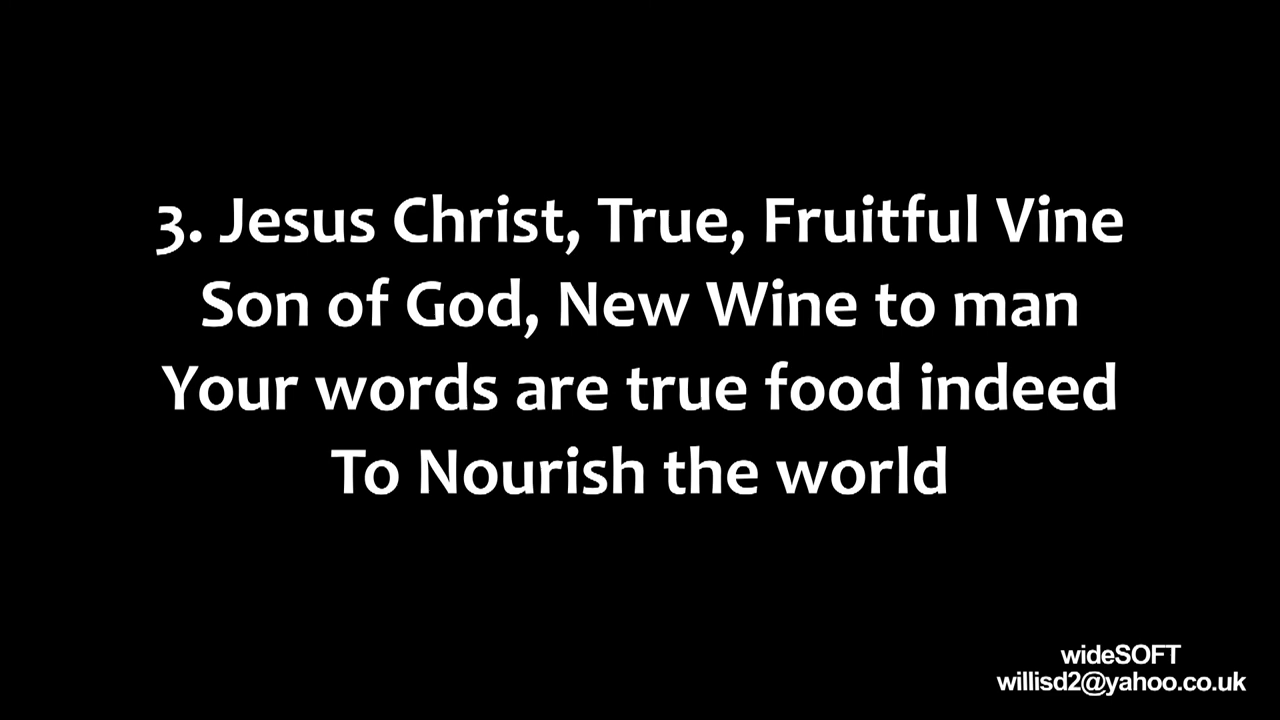 3. Jesus Christ, True, Fruitful Vine
Son of God, New Wine to man
Your words are true food indeed
To Nourish the world
wideSOFT
willisd2@yahoo.co.uk